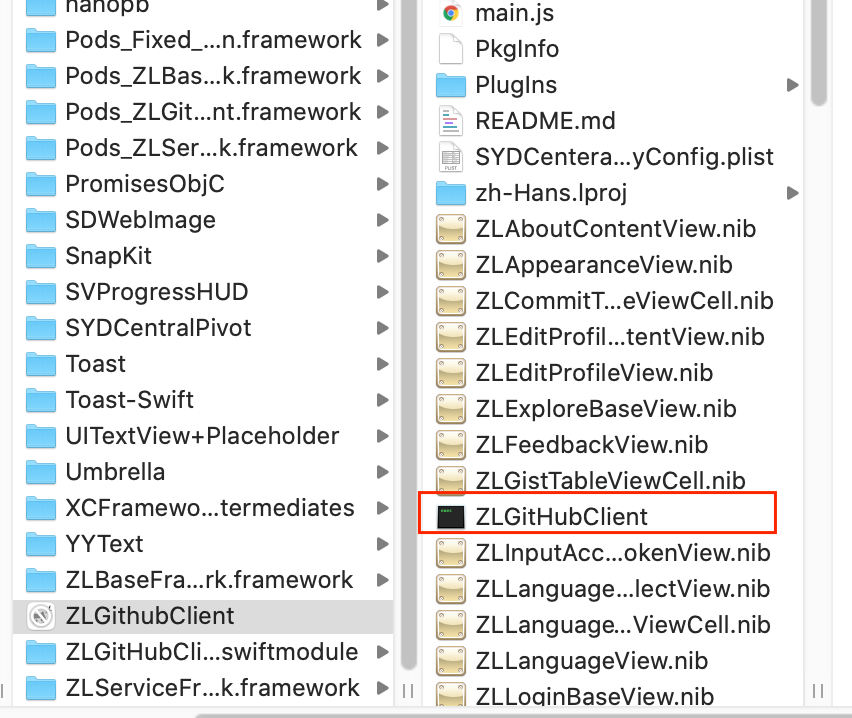 nanopb
Pods_Fixed_...n.framework
Pods_ZLBas...k.framework
Pods_ZLGit...nt.framework
Pods_ZLSer...k.framework
PromisesObjC
SDWebImage
SnapKit
SVProgressHUD
SYDCentralPivot
Toast
Toast-Swift
UITextView+Placeholder
Umbrella
XCFramewo...termediates
YYText
ZLBaseFra...rk.framework
ZLGithubClient
ZLGitHubCli...swiftmodule
ZLServiceFr...k.framework
main.js
PkgInfo
PlugIns
README.md
SYDCentera...yConfig.plist
zh-Hans.lproj
ZLAboutContentView.nib
ZLAppearanceView.nib
ZLCommitT...eViewCell.nib
ZLEditProfil...tentView.nib
ZLEditProfileView.nib
ZLExploreBaseView.nib
ZLFeedbackView.nib
ZLGistTableViewCell.nib
ZLGitHubClient
ZLInputAcc...okenView.nib
ZLLanguage...lectView.nib
ZLLanguage...ViewCell.nib
ZLLanguageView.nib
ZLLoginBaseView.nib